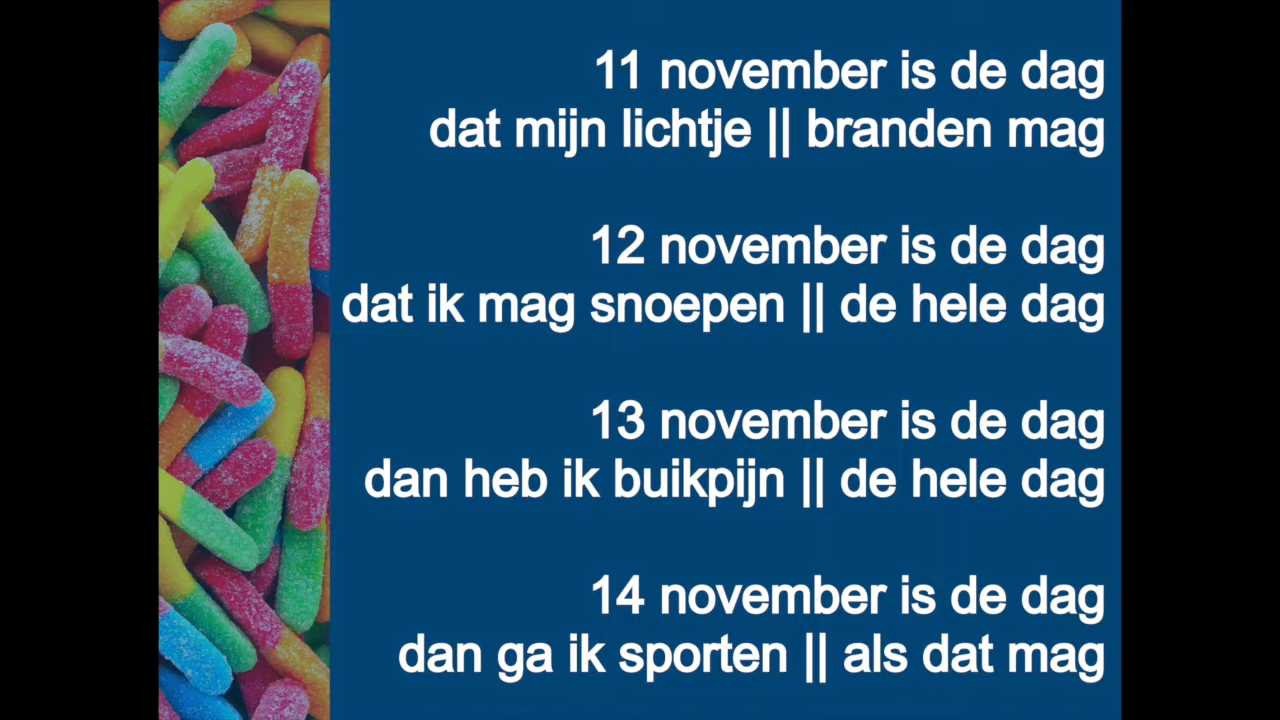 11 november is de dag
dat mijn lichtje || branden mag
12 november is de dag
dat ik mag snoepen || de hele dag
13 november is de dag
dan heb ik buikpijn || de hele dag
14 november is de dag
dan ga ik sporten || als dat mag